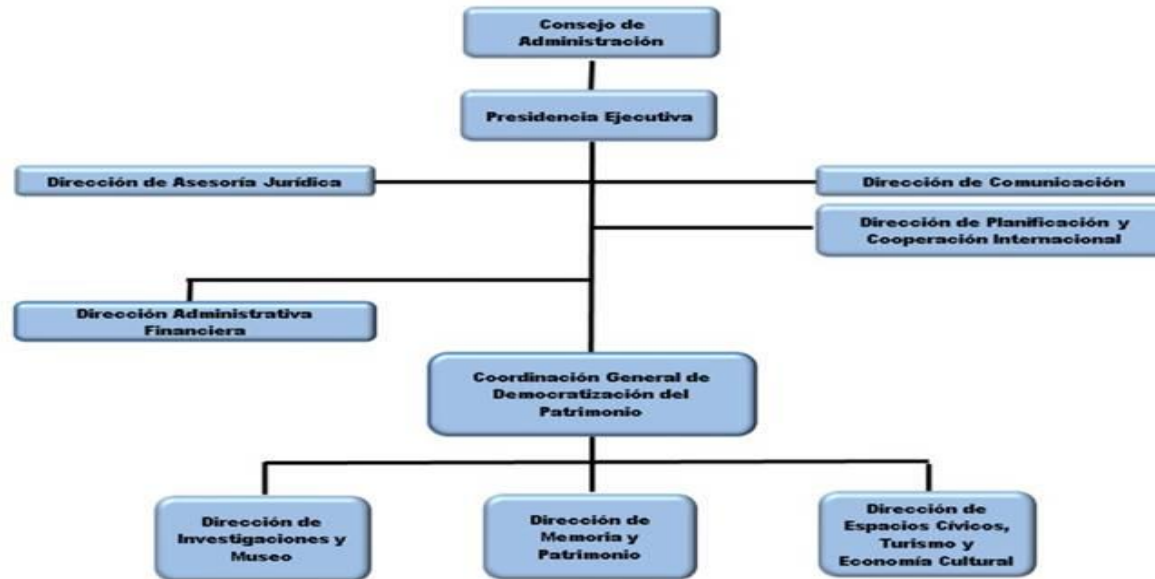 Consejo de
Administración
Presidencia Ejecutiva
Dirección de Asesoría Jurídica
Dirección de Comunicación
Dirección de Planificación y
Cooperación Internacional
Dirección Administrativa
Financiera
Coordinación General de
Democratización del
Patrimonio
Dirección de
Investigaciones y
Museo
Dirección de
Memoria y
Patrimonio
Dirección de
Espacios Cívicos,
Turismo y
Economía Cultural